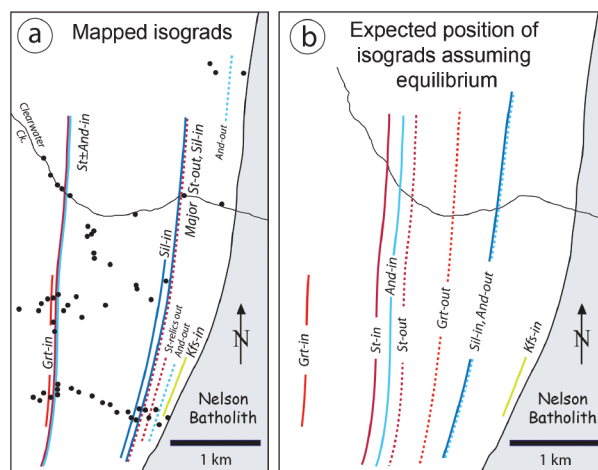 a
Mapped isograds
Clearwater
Ck.
St±And-in
And-out
Major St-out, Sil-in
Sil-in
Grt-in
St-relics out
And-out
Kfs-in
N
Nelson
Batholith
1 km
b
Expected position of
isograds assuming
equilibrium
Grt-in
St-in
And-in
St-out
Grt-out
Sil-in, And-out
Kfs-in
N
Nelson
Batholith
1 km